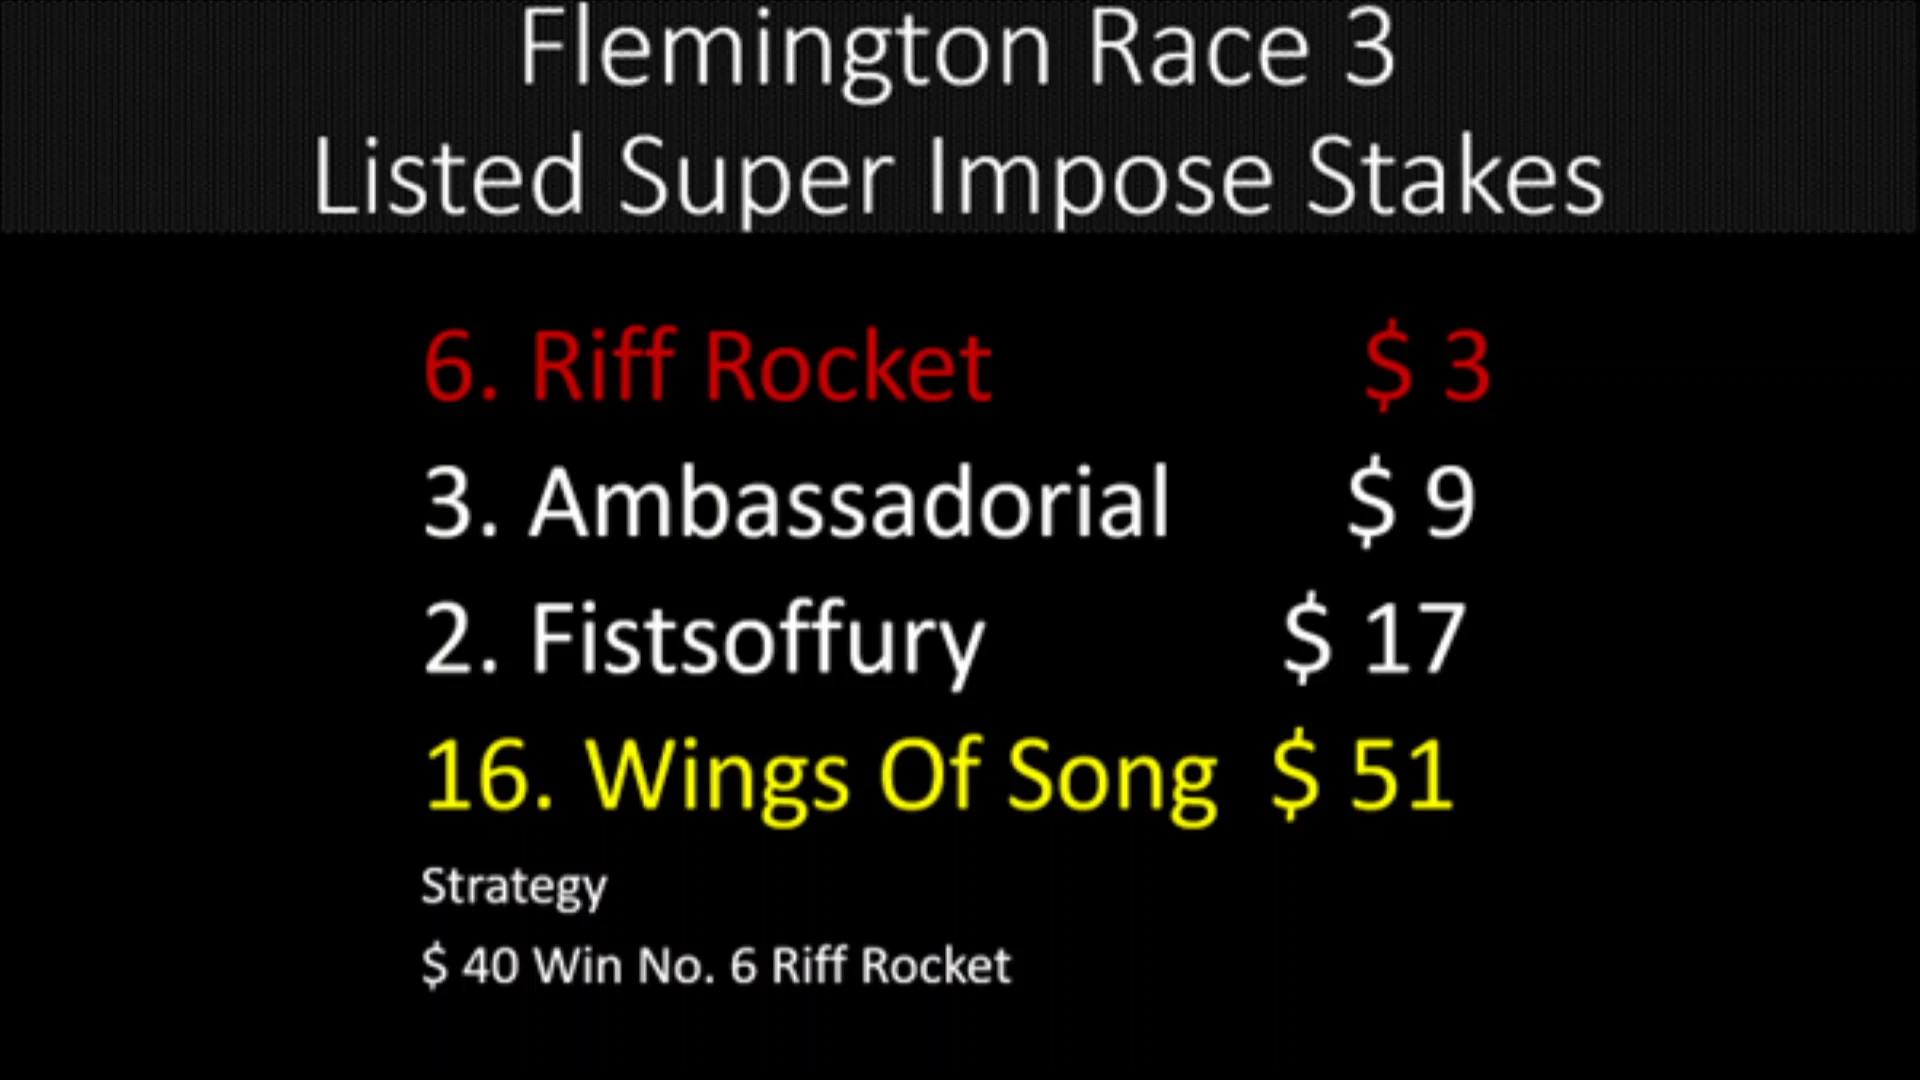 Flemington Race 3
Listed Super Impose Stakes
6. Riff Rocket $ 3
3. Ambassadorial $ 9
2. Fistsoffury $ 17
16. Wings Of Song $ 51
Strategy
$ 40 Win No. 6 Riff Rocket